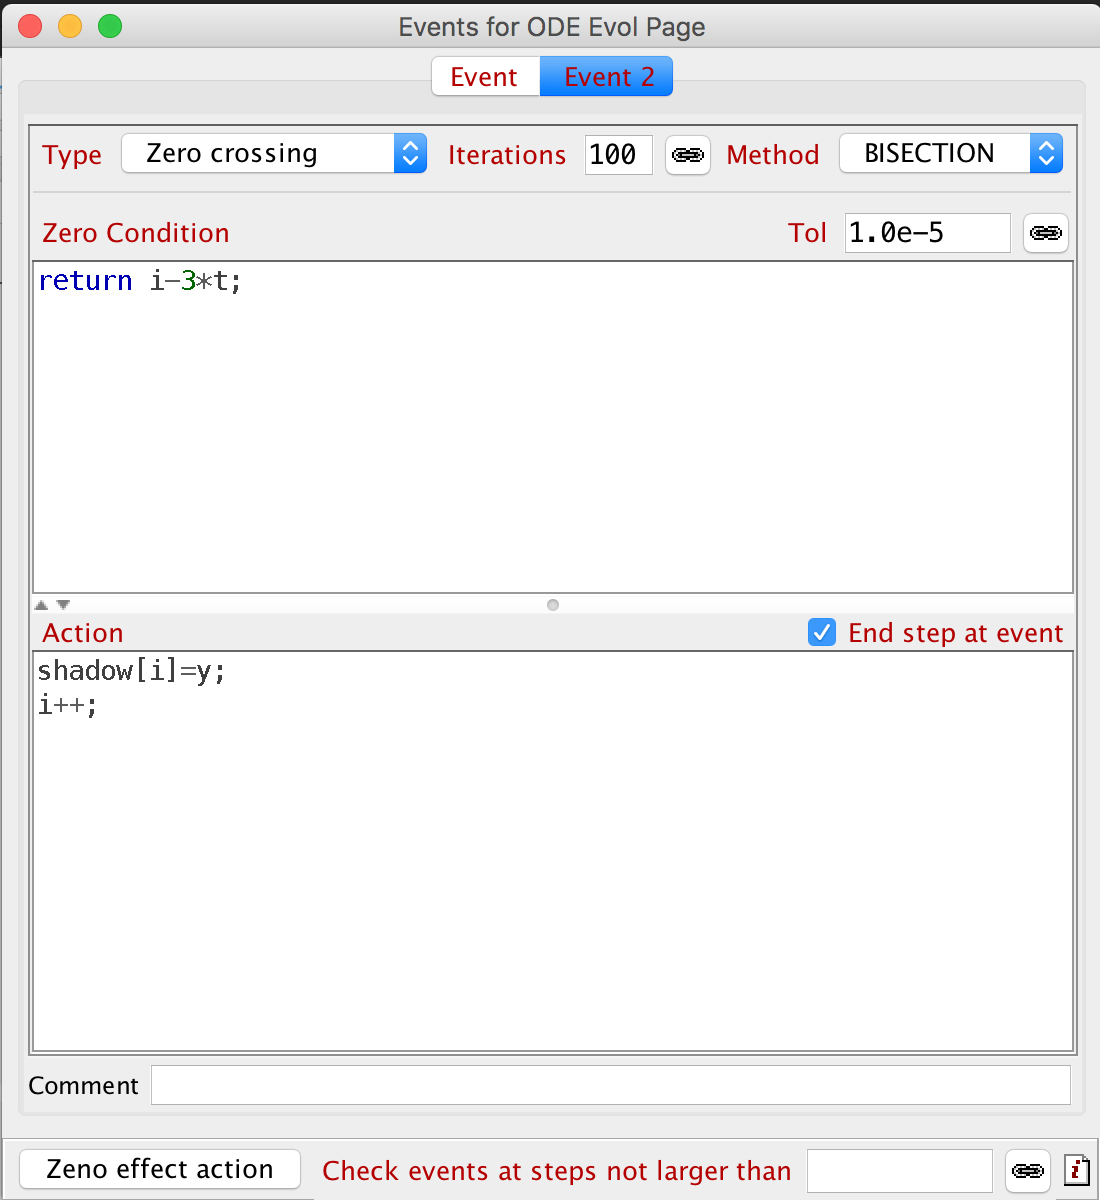 Events for ODE Evol Page
Event Event 2
Type Zero crossing Iterations 100 Method BISECTION
Zero Condition Tol 1.0e-5
return i-3*t;
Action End step at event
shadow[i]=y;
i++;
Comment
Zeno effect action Check events at steps not larger than